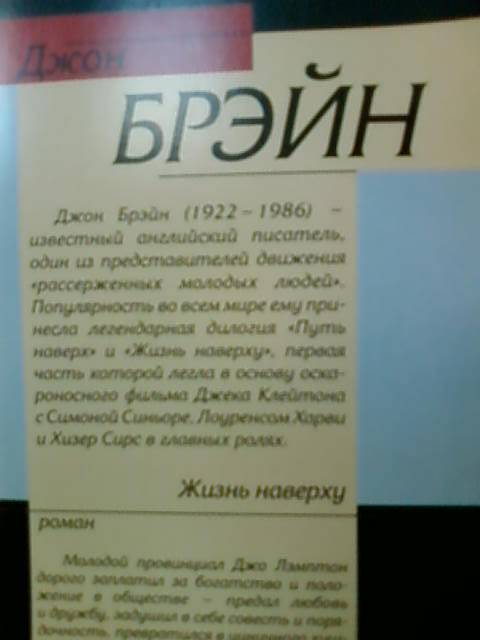 Джон
БРЭЙН
Джон Брэйн (1922 – 1986) –
известный английский писатель,
один из представителей движения
«рассерженных молодых людей».
Популярность во всем мире ему при-
несла легендарная дилогия «Путь
наверх» и «Жизнь наверху», первая
часть которой легла в основу оска-
роносного фильма Джека Клейтона
с Симоной Синьоре, Лоуренсом Харви
и Хизер Сирс в главных ролях.
Жизнь наверху
роман
Молодой провинциал Джо Лэмптон
дорого заплатил за богатство и поло-
жение в обществе – предал любовь
и дружбу, задушил в себе совесть и поря-
дочность, превратился в